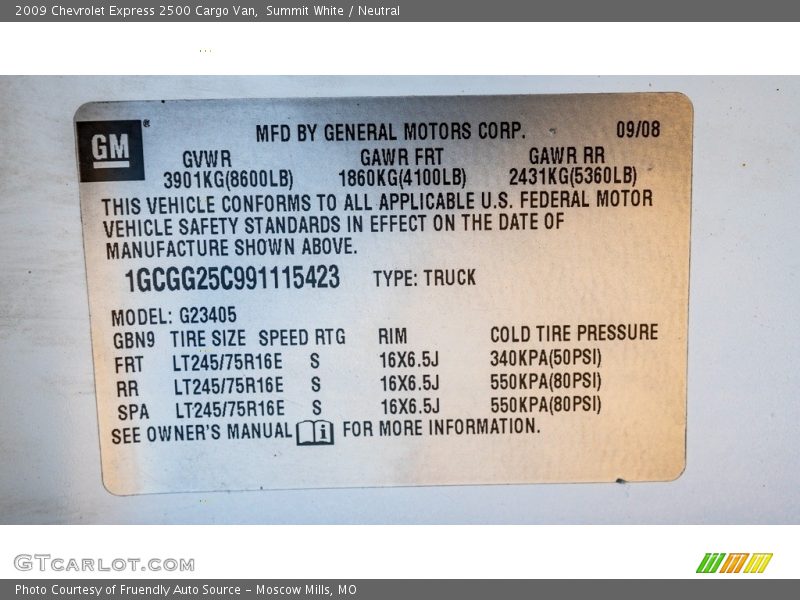 2009 Chevrolet Express 2500 Cargo Van,  Summit White / Neutral
GM®
MFD BY GENERAL MOTORS CORP. 09/08
GVWR GAWR FRT GAWR RR
3901KG(8600LB) 1860KG(4100LB) 2431KG(5360LB)
THIS VEHICLE CONFORMS TO ALL APPLICABLE U.S. FEDERAL MOTOR
VEHICLE SAFETY STANDARDS IN EFFECT ON THE DATE OF
MANUFACTURE SHOWN ABOVE.
1GCGG25C991115423 TYPE: TRUCK
MODEL: G23405
GBN9 TIRE SIZE SPEED RTG RIM COLD TIRE PRESSURE
FRT LT245/75R16E S 16X6.5J 340KPA(50PSI)
RR LT245/75R16E S 16X6.5J 550KPA(80PSI)
SPA LT245/75R16E S 16X6.5J 550KPA(80PSI)
SEE OWNER'S MANUAL i FOR MORE INFORMATION.
GTCARLOT.COM
Photo Courtesy of Fruendly Auto Source – Moscow Mills, MO